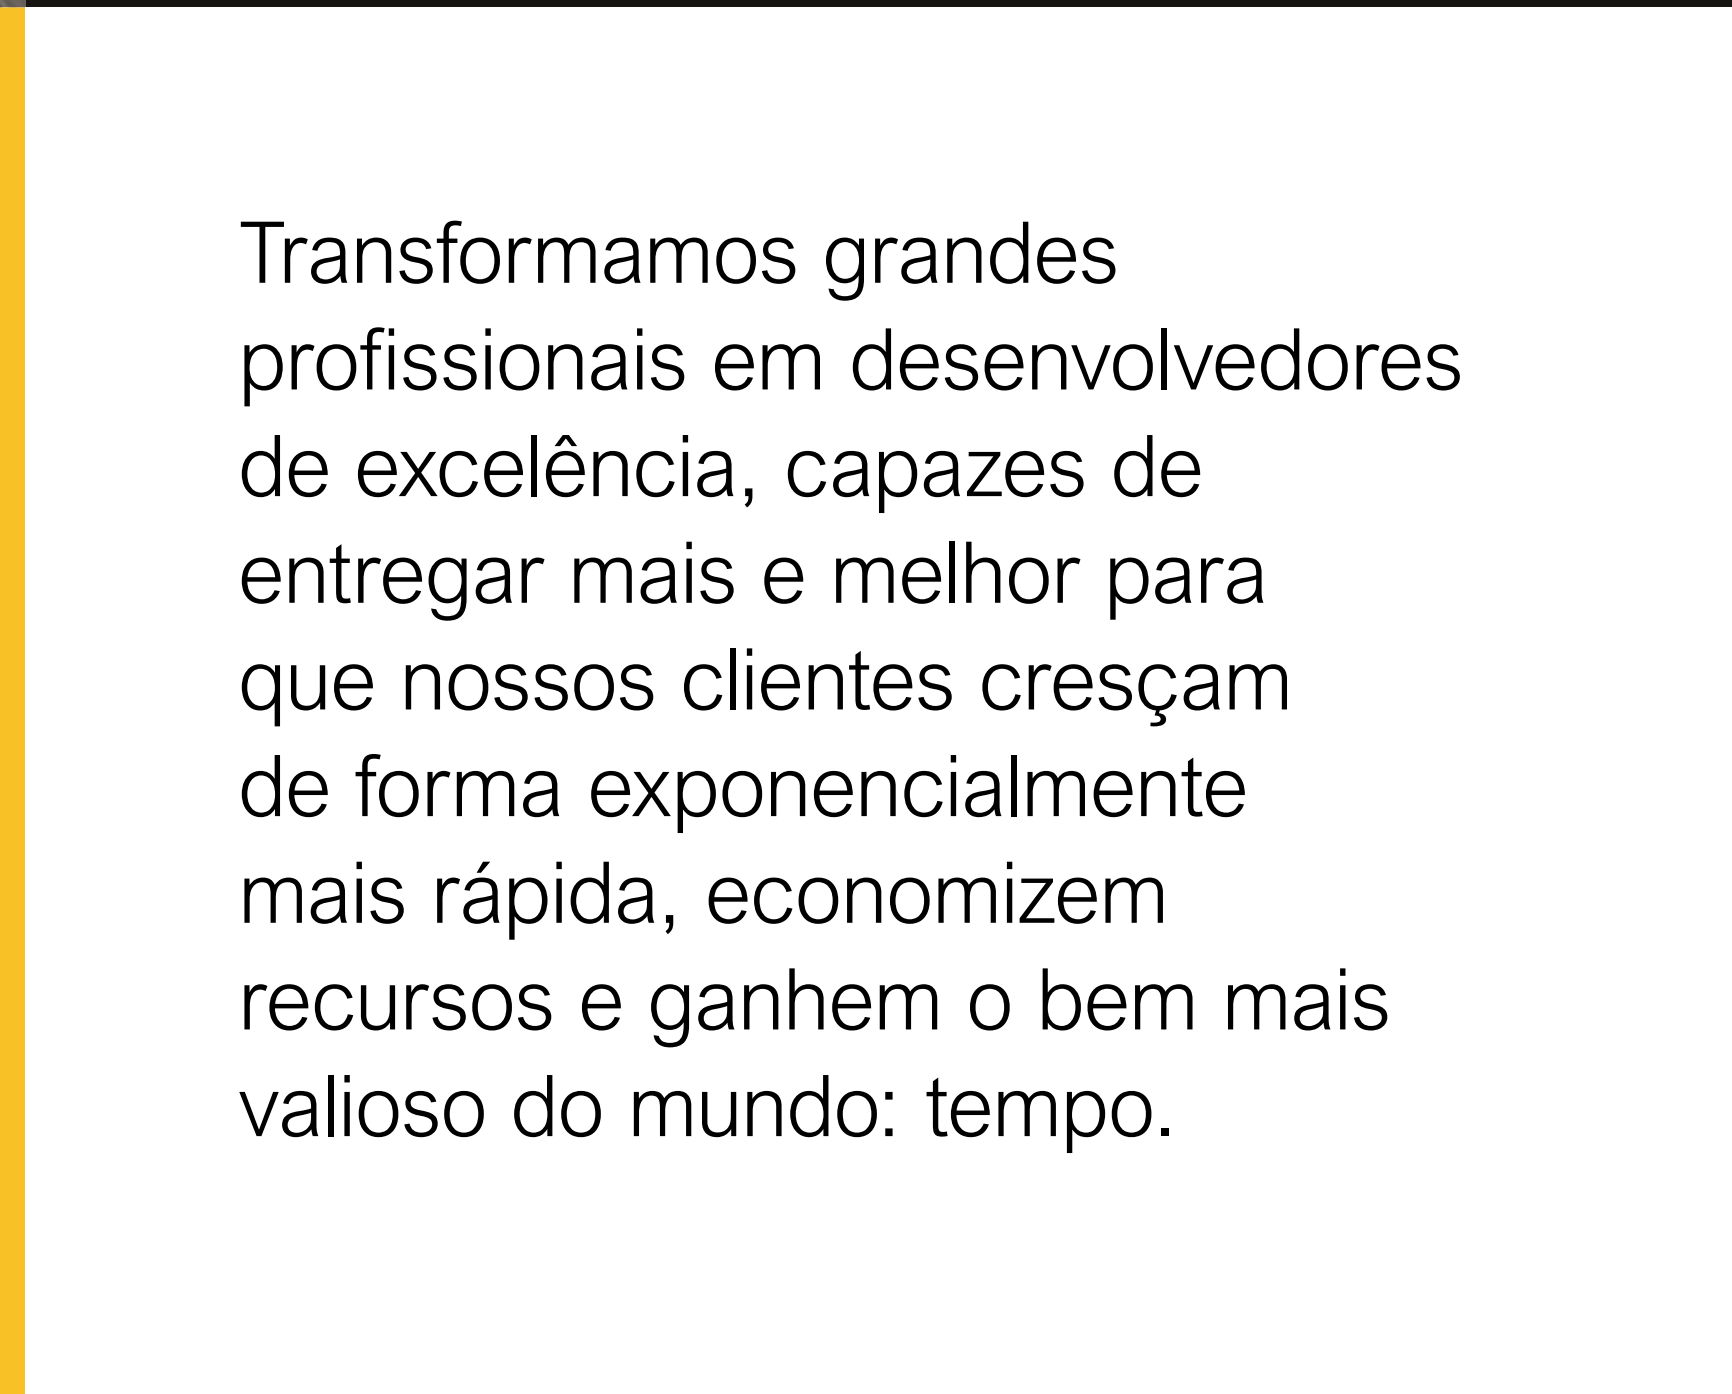 Transformamos grandes
profissionais em desenvolvedores
de excelência, capazes de
entregar mais e melhor para
que nossos clientes cresçam
de forma exponencialmente
mais rápida, economizem
recursos e ganhem o bem mais
valioso do mundo: tempo.